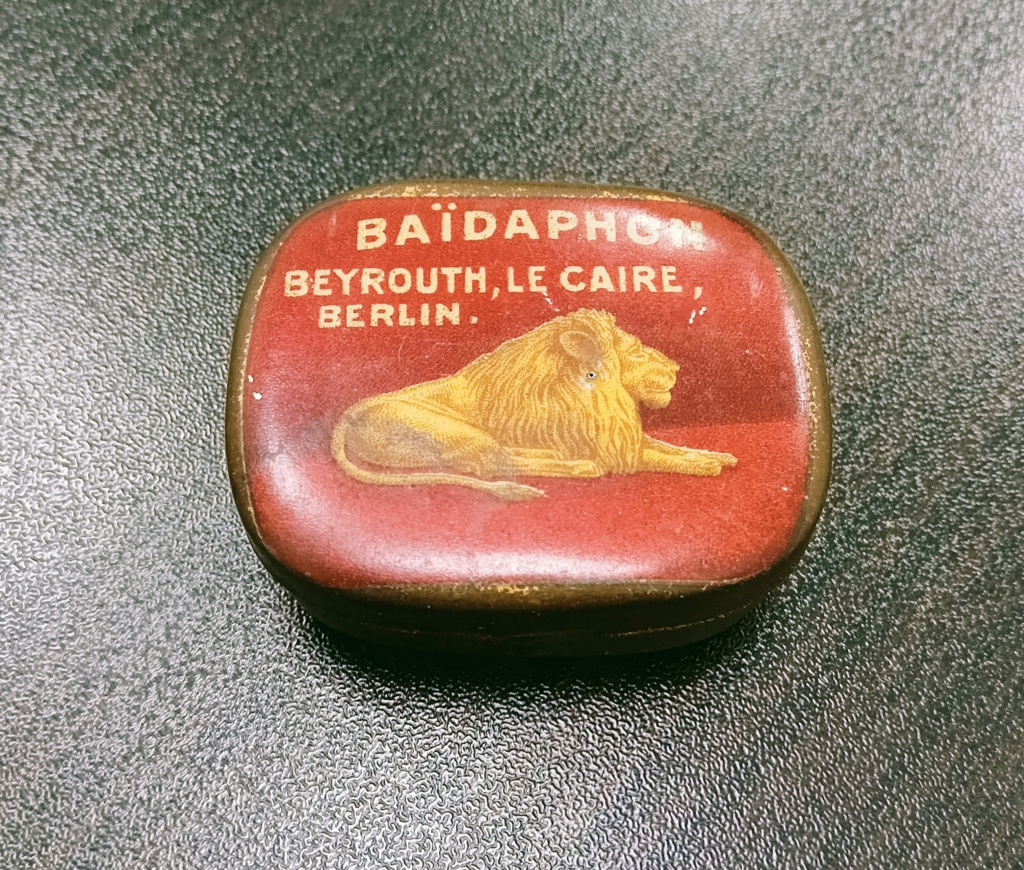 BAÏDAPHON
BEYROUTH, LE CAIRE,
BERLIN.